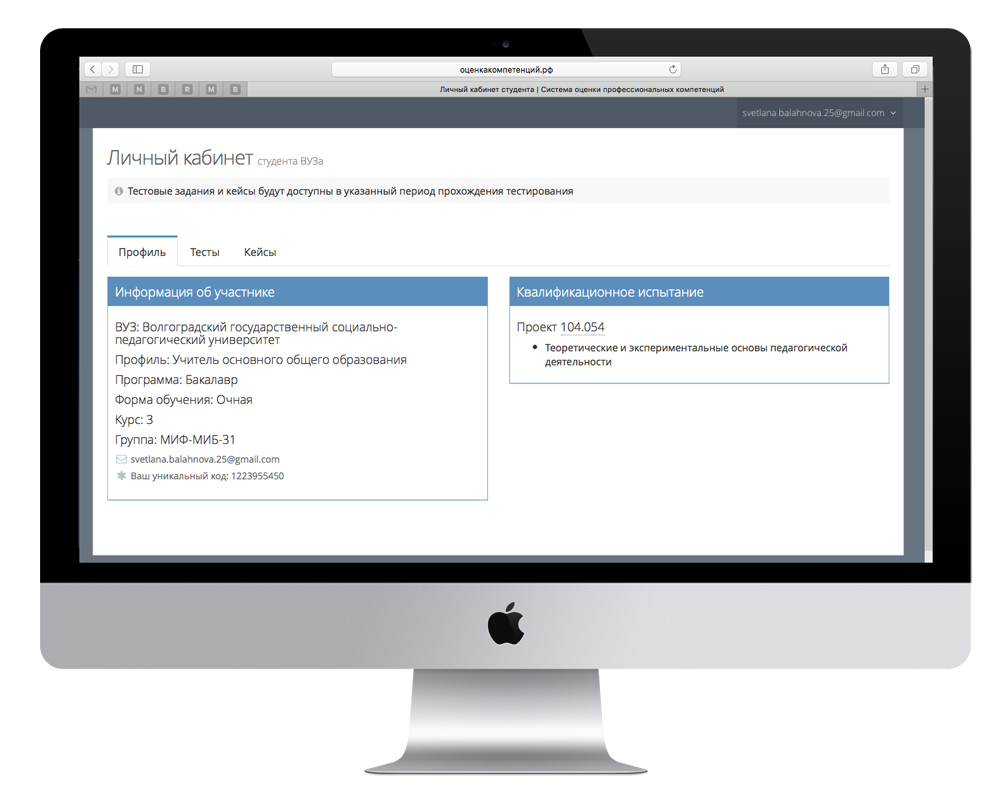 оценкакомпетенций.рф
M N B R M B
Личный кабинет студента | Система оценки профессиональных компетенций
svetlana.balahnova.25@gmail.com
Личный кабинет студента ВУЗа
Тестовые задания и кейсы будут доступны в указанный период прохождения тестирования
Профиль Тесты Кейсы
Информация об участнике
ВУЗ: Волгоградский государственный социально-
педагогический университет
Профиль: Учитель основного общего образования
Программа: Бакалавр
Форма обучения: Очная
Курс: 3
Группа: МИФ-МИБ-31
svetlana.balahnova.25@gmail.com
Ваш уникальный код: 1223955450
Квалификационное испытание
Проект 104.054
• Теоретические и экспериментальные основы педагогической
деятельности